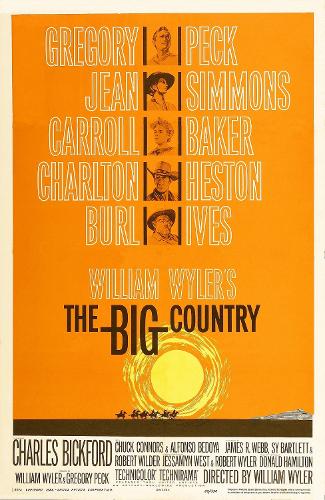 GREGORY PECK
JEAN SIMMONS
CARROLL BAKER
CHARLTON HESTON
BURL IVES
WILLIAM WYLER'S
THE BIG COUNTRY
CHARLES BICKFORD
CHUCK CONNORS & ALFONSO BEDOYA
JAMES R. WEBB, SY BARTLETT &
ROBERT WILDER
JESSAMYN WEST & ROBERT WYLER
DONALD HAMILTON
WILLIAM WYLER & GREGORY PECK
TECHNICOLOR TECHNIRAMA
DIRECTED BY WILLIAM WYLER